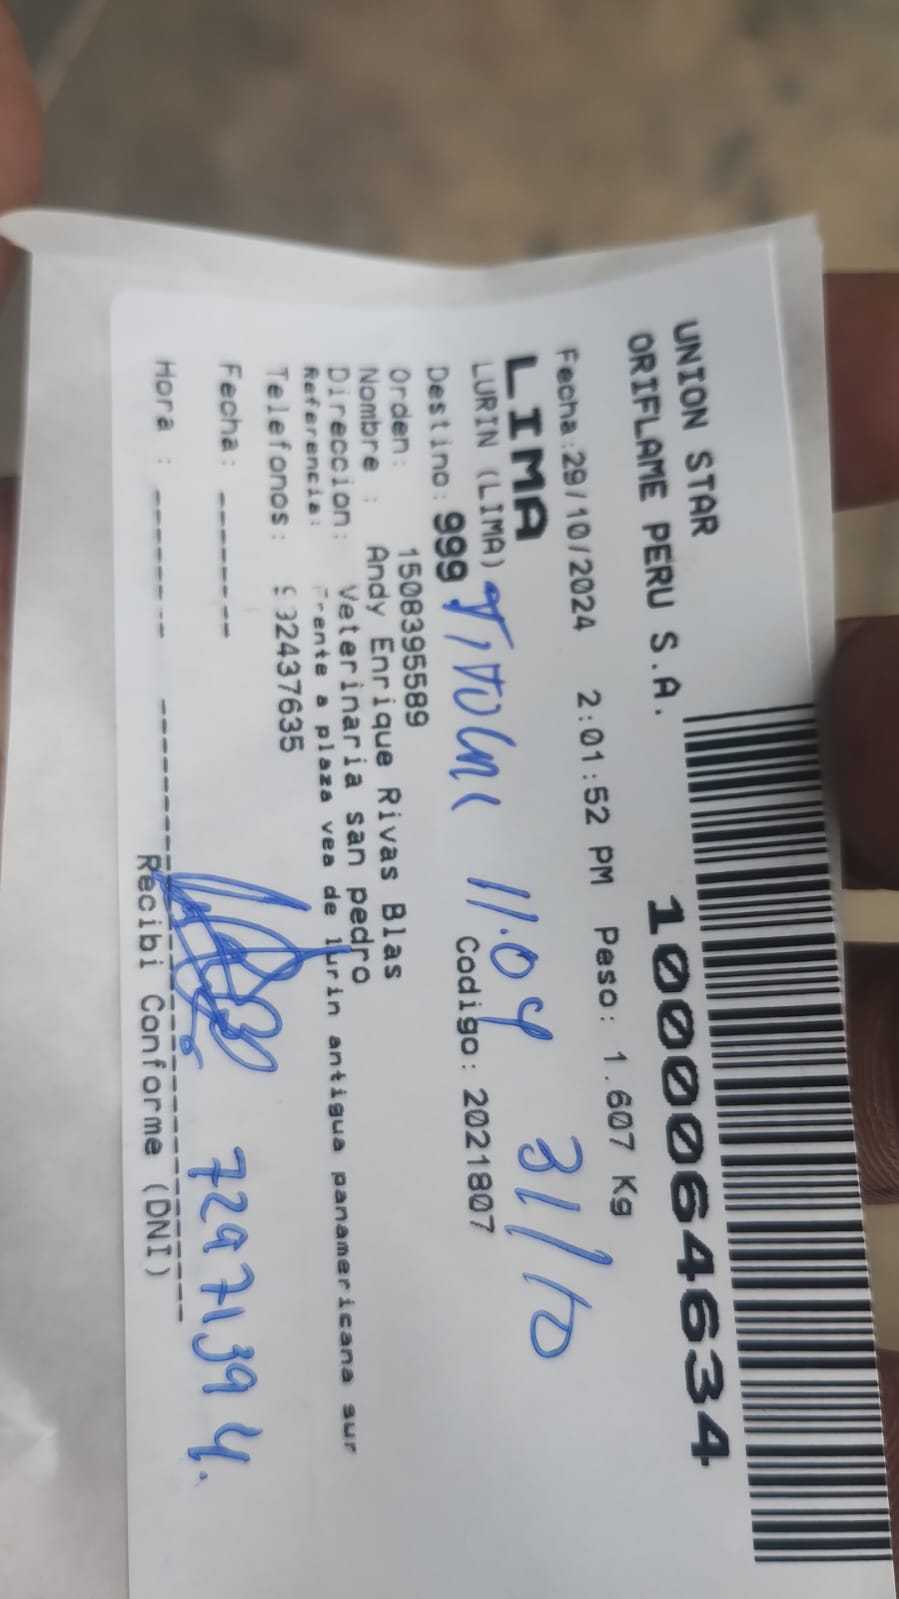 UNION STAR
ORIFLAME PERU S.A.
10000064634
Fecha:29/10/2024 2:01:52 PM Peso: 1.607 Kg
LIMA
LURIN (LIMA)
11.04 31/10
Destino: 999 Codigo: 2021807
Orden: 1508395589
Nombre : Andy Enrique Rivas Blas
Direccion: Veterinaria san pedro
Referencia: rente a plaza vea de lurin antigua panamericana sur
Telefonos: 932437635
Fecha: -------
Hora : -------
72971394.
Recibi Conforme (DNI)